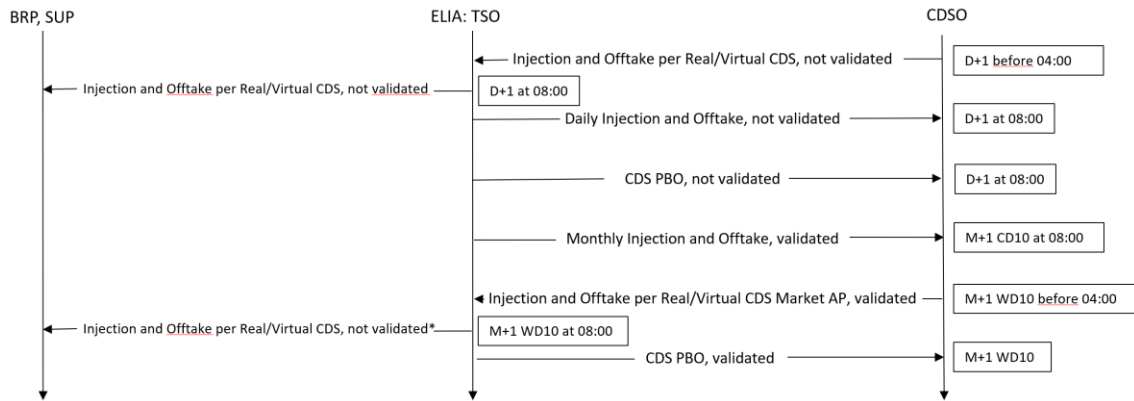 BRP, SUP
ELIA: TSO
CDSO
Injection and Offtake per Real/Virtual CDS, not validated
D+1 before 04:00
Injection and Offtake per Real/Virtual CDS, not validated
D+1 at 08:00
Daily Injection and Offtake, not validated
D+1 at 08:00
CDS PBO, not validated
D+1 at 08:00
Monthly Injection and Offtake, validated
M+1 CD10 at 08:00
Injection and Offtake per Real/Virtual CDS Market AP, validated
M+1 WD10 before 04:00
Injection and Offtake per Real/Virtual CDS, not validated*
M+1 WD10 at 08:00
CDS PBO, validated
M+1 WD10